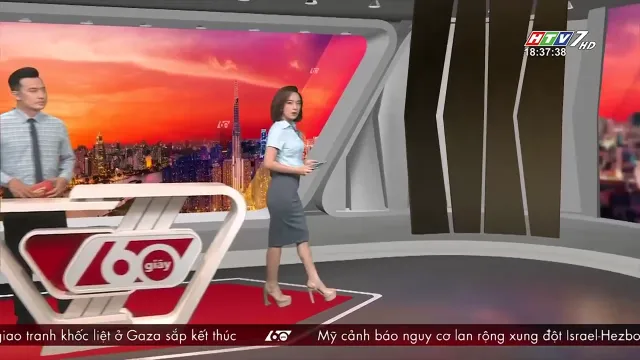 HTV7 HD
18:37:38
60
giây
giao tranh khốc liệt ở Gaza sắp kết thúc 60 Mỹ cảnh báo nguy cơ lan rộng xung đột Israel-Hezbo